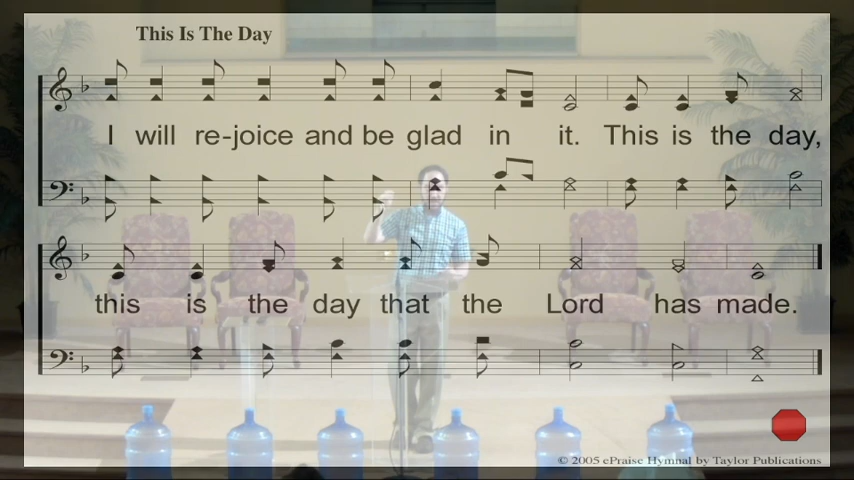 This Is The Day
I will re-joice and be glad in it. This is the day,
this is the day that the Lord has made.
© 2005 ePraise Hymnal by Taylor Publications